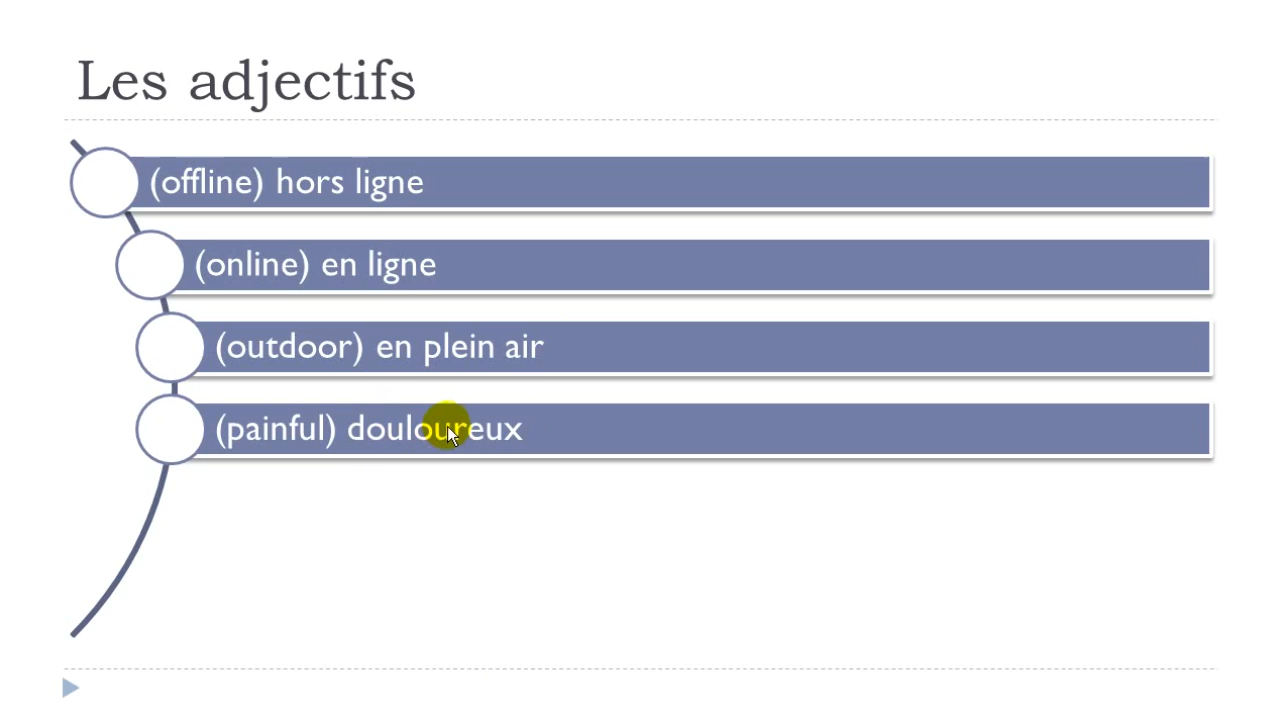 Les adjectifs
(offline) hors ligne
(online) en ligne
(outdoor) en plein air
(painful) douloureux